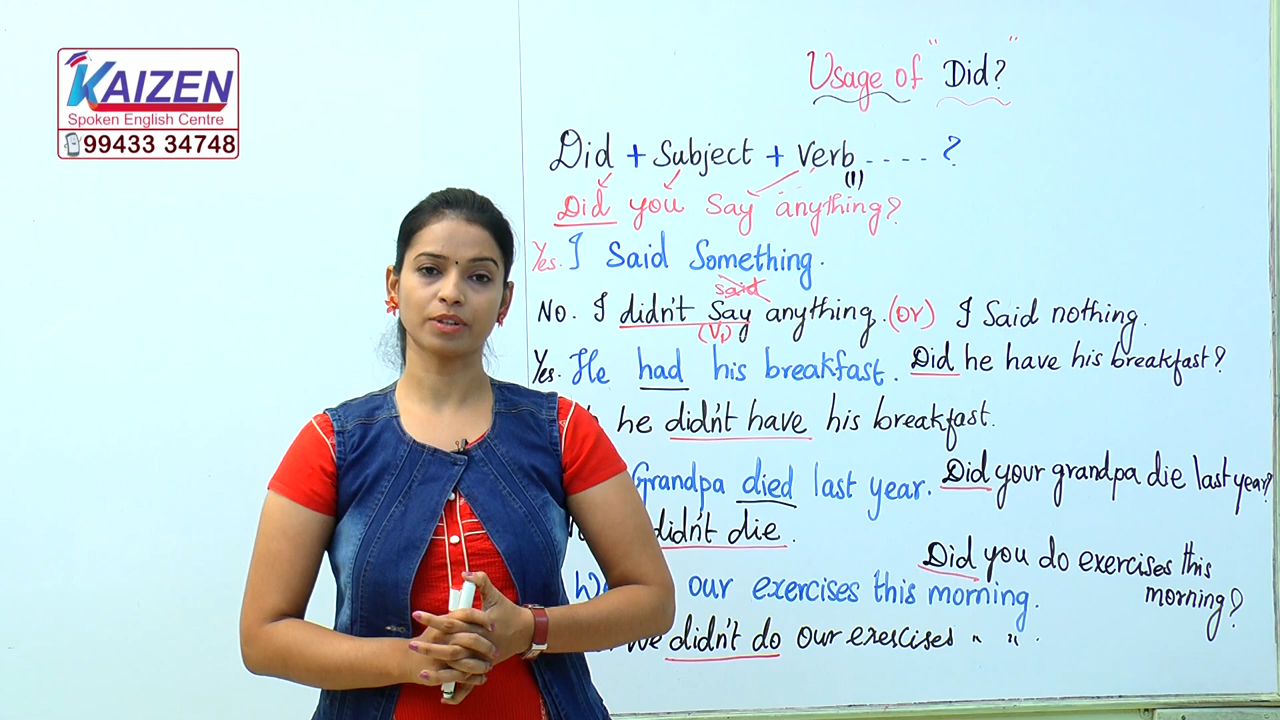 KAIZEN
Spoken English Centre
99433 34748
Usage of "Did?"
Did + Subject + Verb ----?
(1)
Did you Say anything?
Yes. I Said Something.
said
No. I didn't Say anything. (or) I Said nothing.
(V1)
Yes. He had his breakfast. Did he have his breakfast?
he didn't have his breakfast.
Grandpa died last year. Did your grandpa die last year?
didn't die.
Did you do exercises this
morning?
We our exercises this morning.
We didn't do our exescises " ".